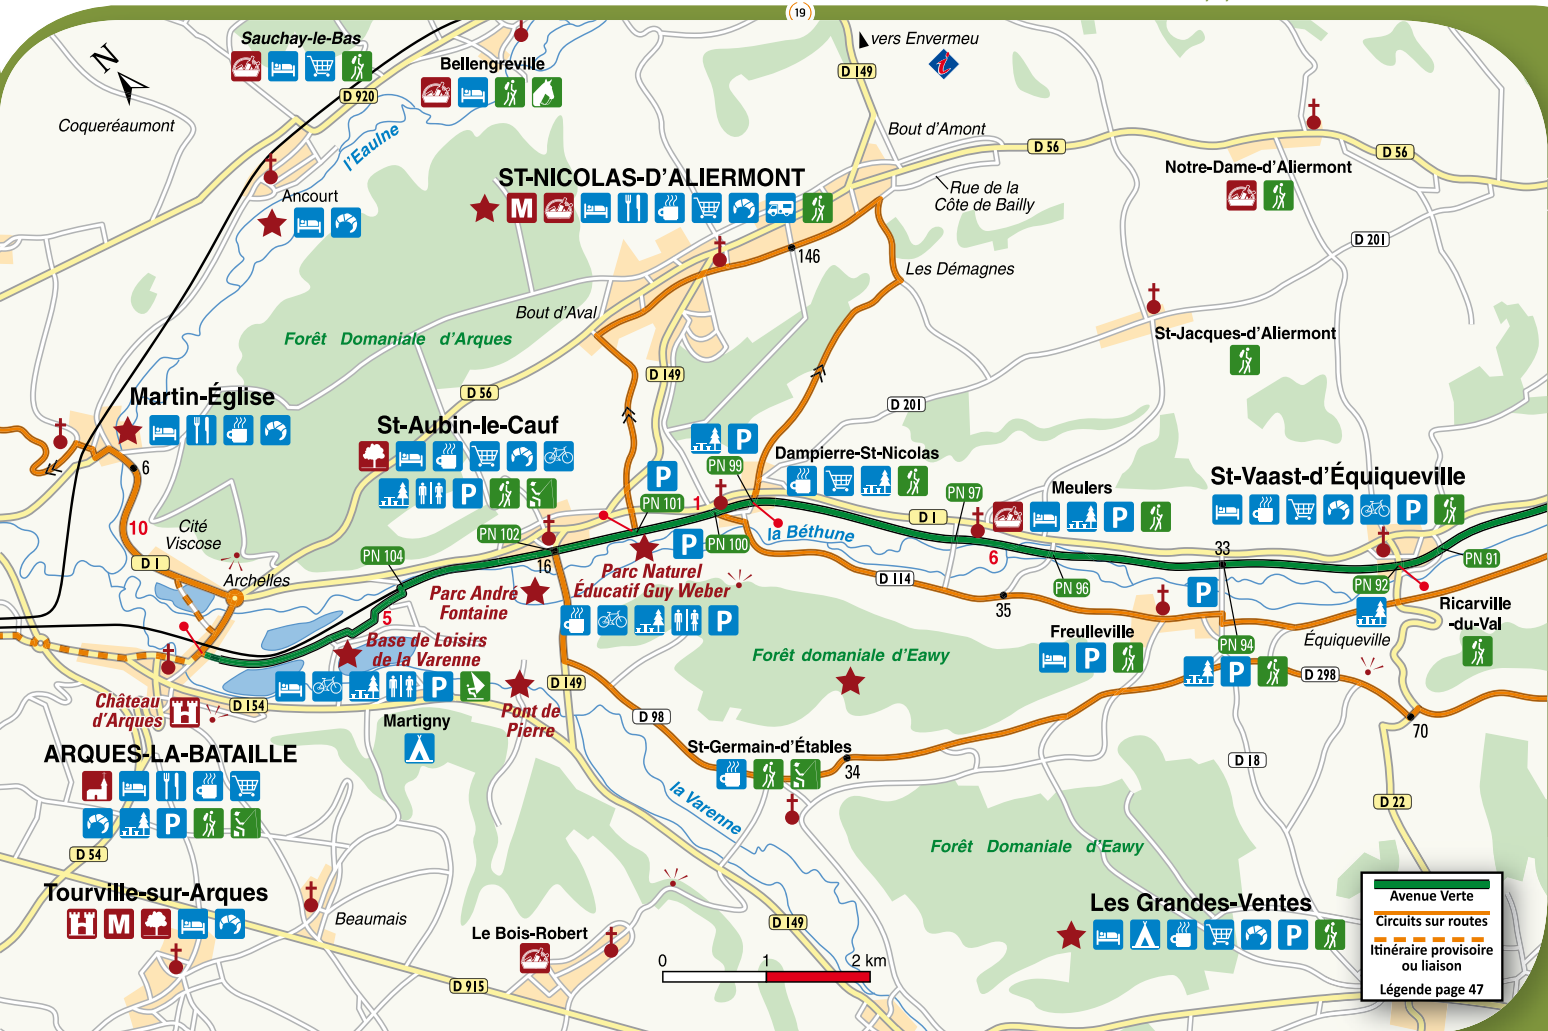 19
N
Sauchay-le-Bas
Bellengreville
vers Envermeu
i
D 149
D 920
Coqueréaumont
l'Eaulne
Bout d'Amont
D 56
D 56
Notre-Dame-d'Aliermont
ST-NICOLAS-D'ALIERMONT
M
Rue de la
Côte de Bailly
Ancourt
D 201
146
Les Démagnes
Bout d'Aval
Forêt Domaniale d'Arques
St-Jacques-d'Aliermont
D 149
D 56
Martin-Église
D 201
St-Aubin-le-Cauf
P
P
P
6
PN 99
Dampierre-St-Nicolas
PN 101
1
PN 97
Meulers
P
St-Vaast-d'Équiqueville
P
10
Cité
Viscose
PN 102
D 1
la Béthune
6
PN 100
P
D 1
PN 104
16
33
PN 91
Archelles
Parc Naturel
Éducatif Guy Weber
P
D 114
PN 96
P
PN 92
Parc André
Fontaine
35
5
Ricarville
-du-Val
Base de Loisirs
de la Varenne
P
Freulleville
P
PN 94
P
Équiqueville
Forêt domaniale d'Eawy
D 149
D 298
Château
d'Arques
D 154
Martigny
Pont de
Pierre
D 98
70
ARQUES-LA-BATAILLE
P
St-Germain-d'Étables
34
D 18
la Varenne
D 22
D 54
Forêt Domaniale d'Eawy
Tourville-sur-Arques
M
Beaumais
Les Grandes-Ventes
P
Le Bois-Robert
D 149
D 915
0 1 2 km
Avenue Verte
Circuits sur routes
Itinéraire provisoire
ou liaison
Légende page 47